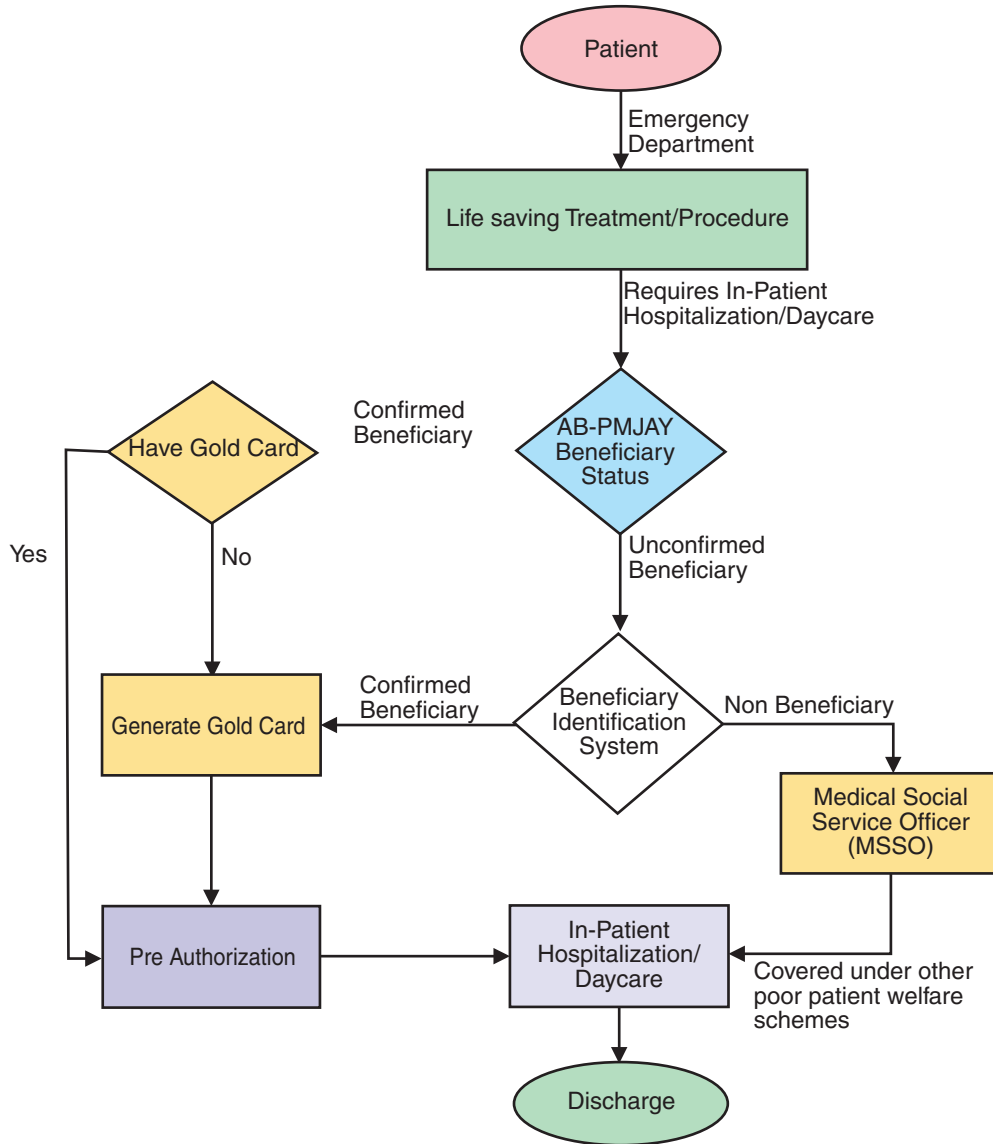 Patient
Emergency
Department
Life saving Treatment/Procedure
Requires In-Patient
Hospitalization/Daycare
Have Gold Card
Confirmed
Beneficiary
AB-PMJAY
Beneficiary
Status
Yes
No
Unconfirmed
Beneficiary
Generate Gold Card
Confirmed
Beneficiary
Beneficiary
Identification
System
Non Beneficiary
Medical Social
Service Officer
(MSSO)
Pre Authorization
In-Patient
Hospitalization/
Daycare
Covered under other
poor patient welfare
schemes
Discharge